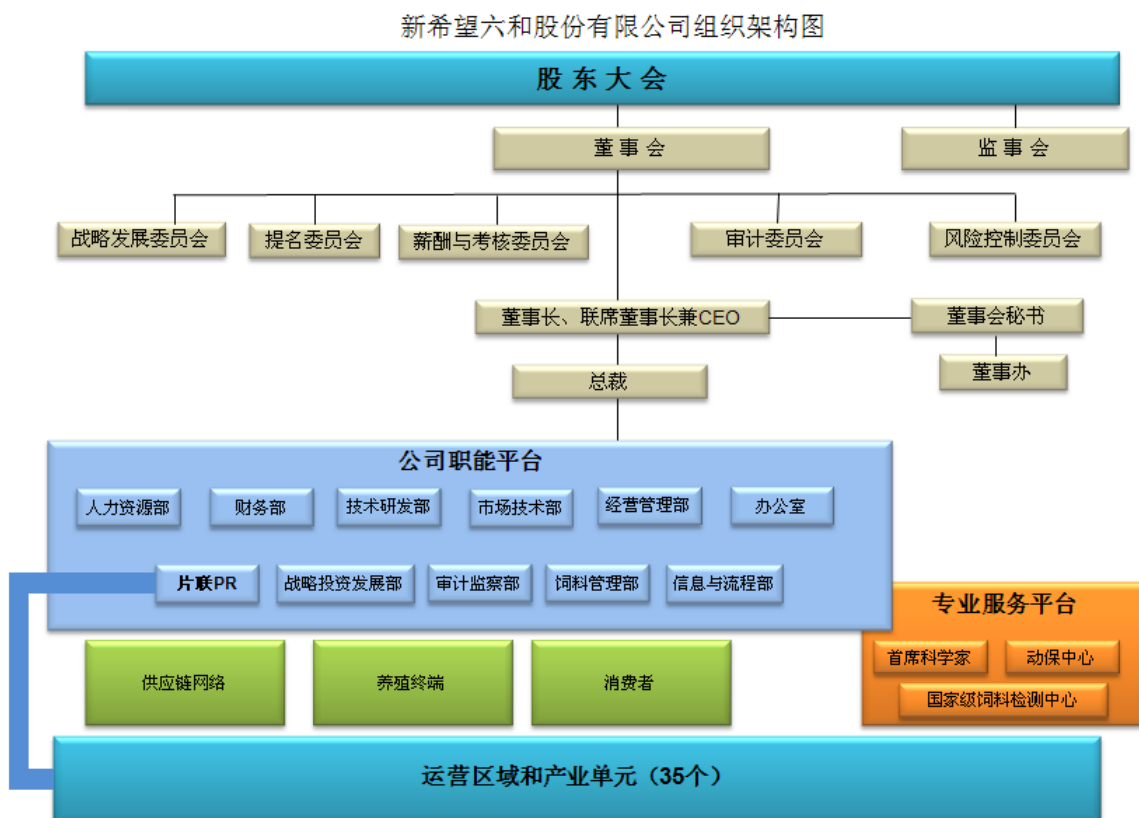 新希望六和股份有限公司组织架构图
股 东 大 会
董 事 会
监 事 会
战略发展委员会
提名委员会
薪酬与考核委员会
审计委员会
风险控制委员会
董事长、联席董事长兼CEO
董事会秘书
董事办
总裁
公司职能平台
人力资源部
财务部
技术研发部
市场技术部
经营管理部
办公室
片联PR
战略投资发展部
审计监察部
饲料管理部
信息与流程部
专业服务平台
首席科学家
动保中心
国家级饲料检测中心
供应链网络
养殖终端
消费者
运营区域和产业单元（35个）